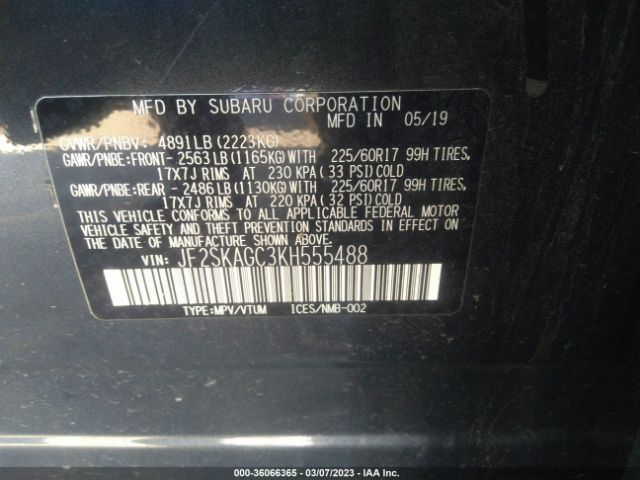 MFD BY SUBARU CORPORATION
MFD IN 05/19
GVWR/PNBV: 4891LB(2223KG)
GAWR/PNBE:FRONT- 2563LB(1165KG)WITH 225/60R17 99H TIRES,
17X7J RIMS AT 230 KPA( 33 PSI)COLD
GAWR/PNBE:REAR - 2486LB(1130KG)WITH 225/60R17 99H TIRES,
17X7J RIMS AT 220 KPA( 32 PSI)COLD
THIS VEHICLE CONFORMS TO ALL APPLICABLE FEDERAL MOTOR
VEHICLE SAFETY AND THEFT PREVENTION STANDARDS IN EFFECT ON
THE DATE OF MANUFACTURE SHOWN ABOVE.
VIN: JF2SKAGC3KH555488
TYPE:MPV/VTUM ICES/NMB-002
000-36066365 - 03/07/2023 - IAA Inc.